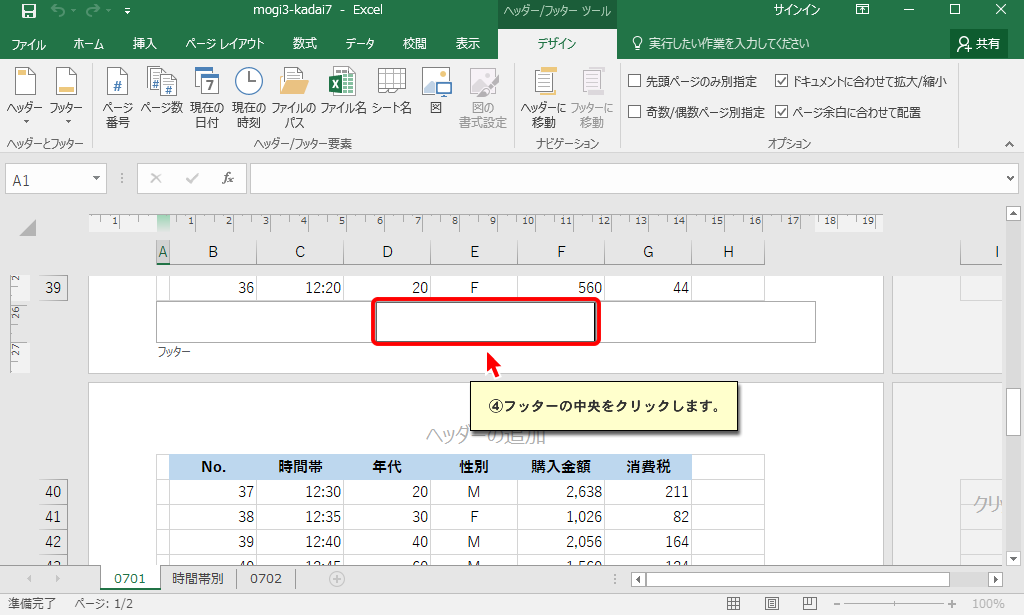 mogi3-kadai7 - Excel
ヘッダー/フッター ツール
サインイン
ファイル ホーム 挿入 ページ レイアウト 数式 データ 校閲 表示 デザイン 実行したい作業を入力してください 共有
ヘッダー フッター
ページ番号 ページ数 現在の日付 現在の時刻 ファイルのパス ファイル名 シート名 図 図の書式設定
ヘッダーに移動 フッターに移動
先頭ページのみ別指定 ドキュメントに合わせて拡大/縮小
奇数/偶数ページ別指定 ページ余白に合わせて配置
ヘッダーとフッター ヘッダー/フッター要素 ナビゲーション オプション
A1 fx
1 1 2 3 4 5 6 7 8 9 10 11 12 13 14 15 16 17 18 19
A B C D E F G H I
39 36 12:20 20 F 560 44
26
27
フッター
④フッターの中央をクリックします。
ヘッダーの追加
No. 時間帯 年代 性別 購入金額 消費税
40 37 12:30 20 M 2,638 211
41 38 12:35 30 F 1,026 82
42 39 12:40 40 M 2,056 164
クリ
0701 時間帯別 0702
準備完了 ページ: 1/2 100%